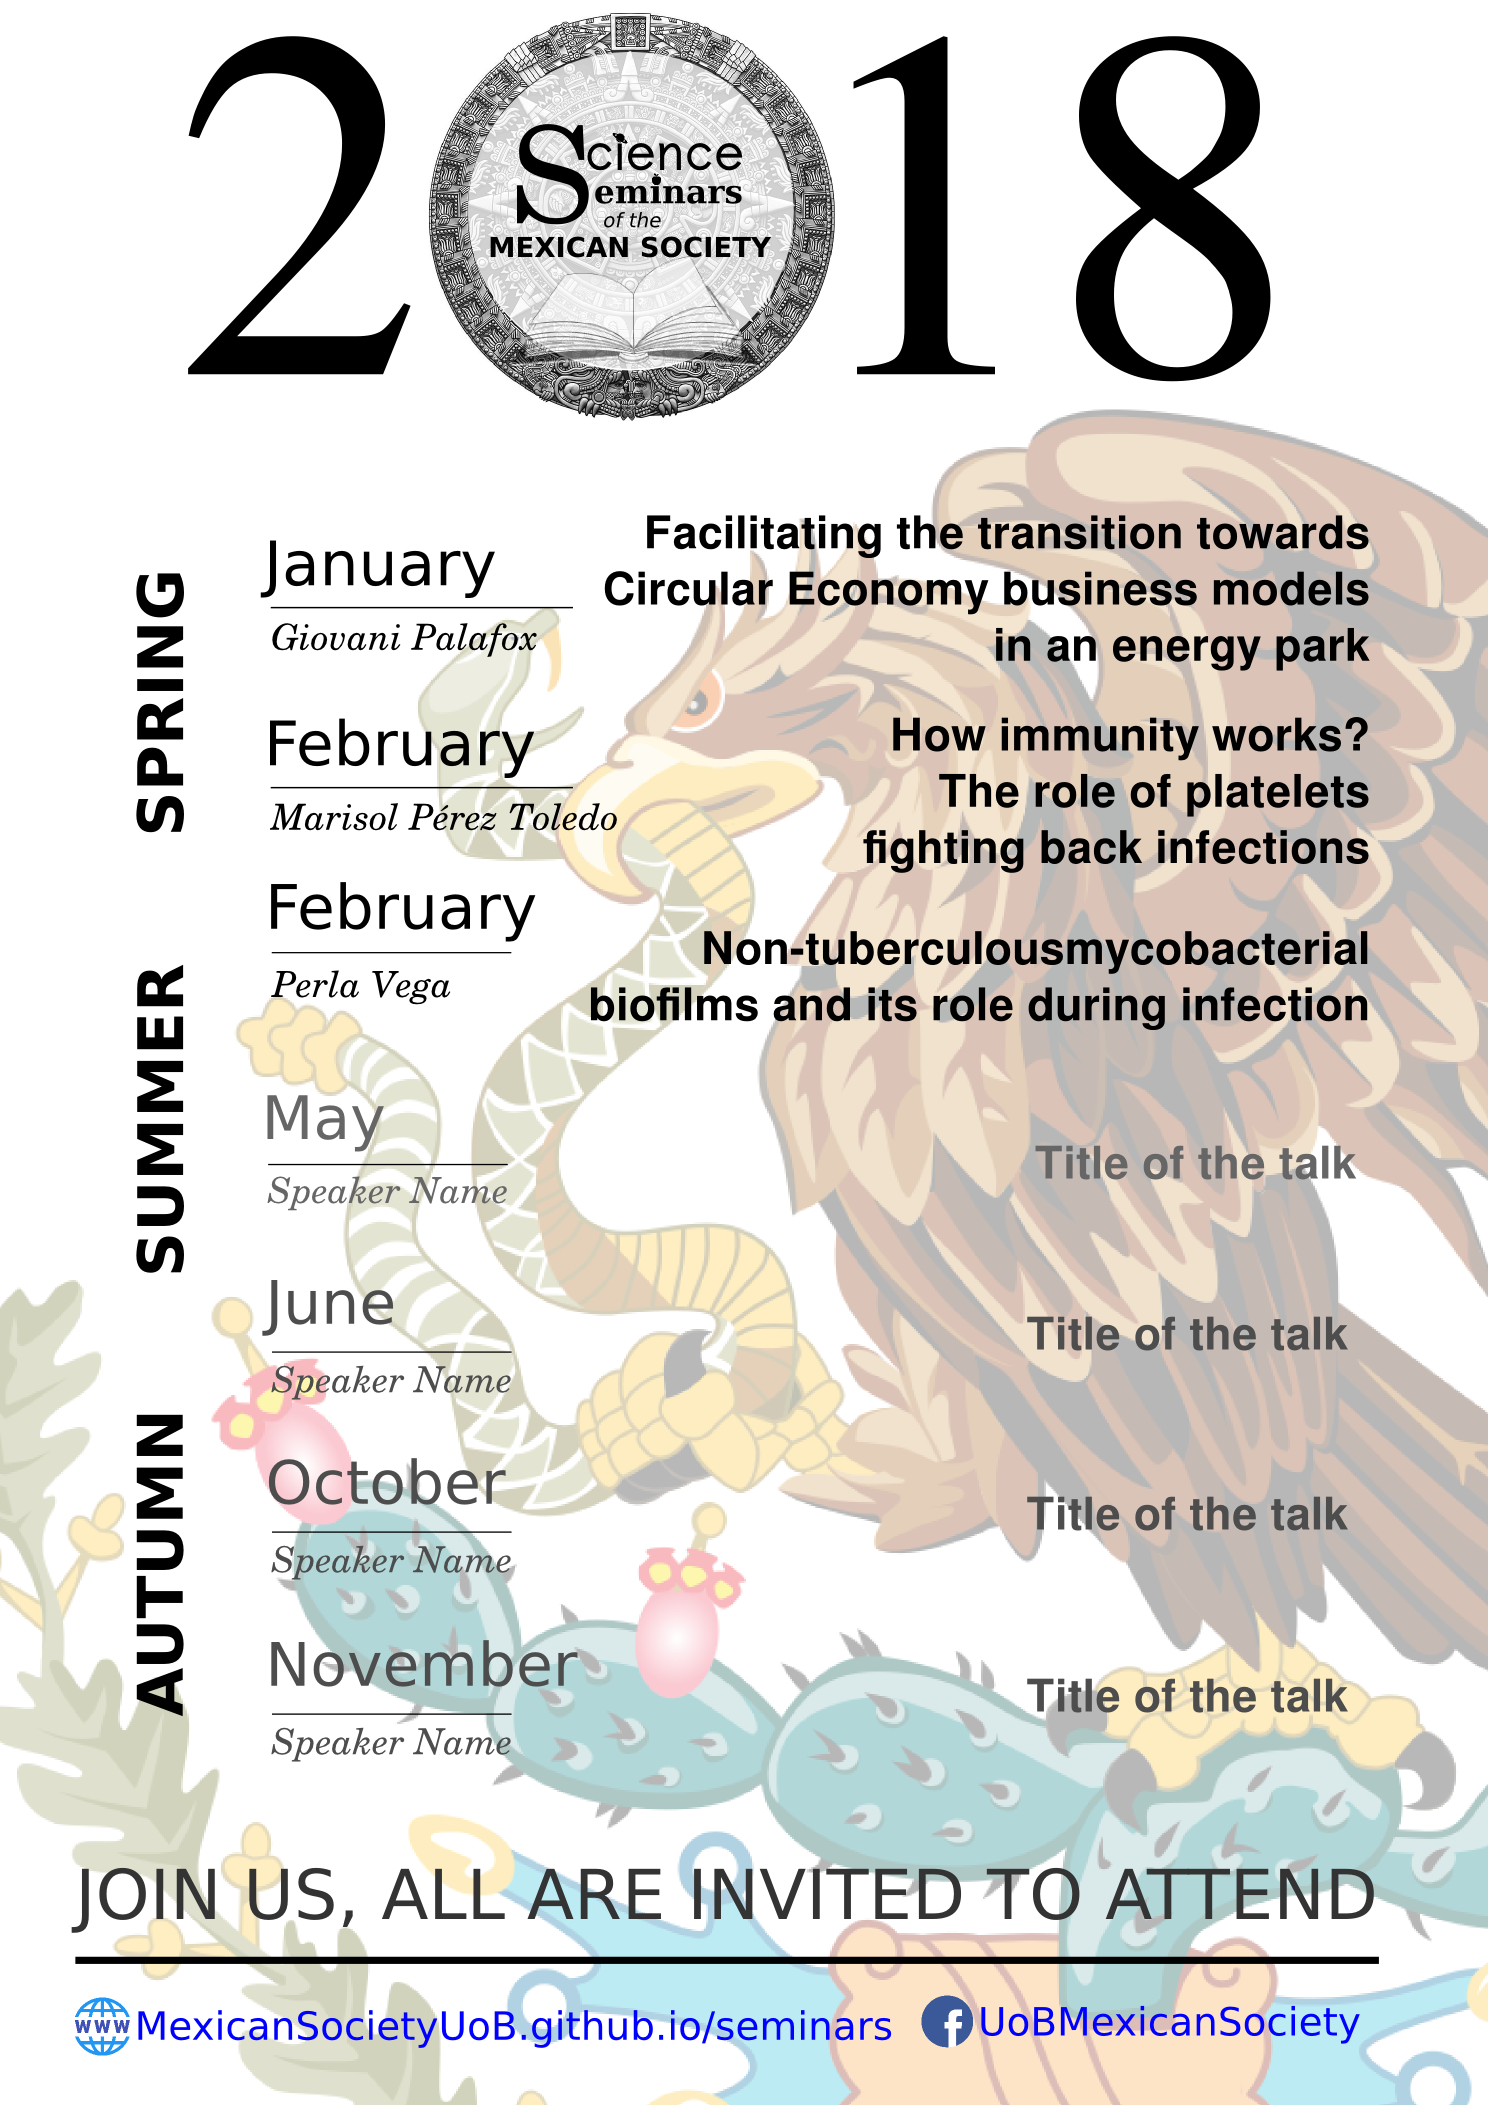 2018
Science
Seminars
of the
MEXICAN SOCIETY
SPRING
January
Giovani Palafox
Facilitating the transition towards
Circular Economy business models
in an energy park
February
Marisol Pérez Toledo
How immunity works?
The role of platelets
fighting back infections
February
Perla Vega
Non-tuberculousmycobacterial
biofilms and its role during infection
SUMMER
May
Speaker Name
Title of the talk
June
Speaker Name
Title of the talk
AUTUMN
October
Speaker Name
Title of the talk
November
Speaker Name
Title of the talk
JOIN US, ALL ARE INVITED TO ATTEND
WWW MexicanSocietyUoB.github.io/seminars
f UoBMexicanSociety